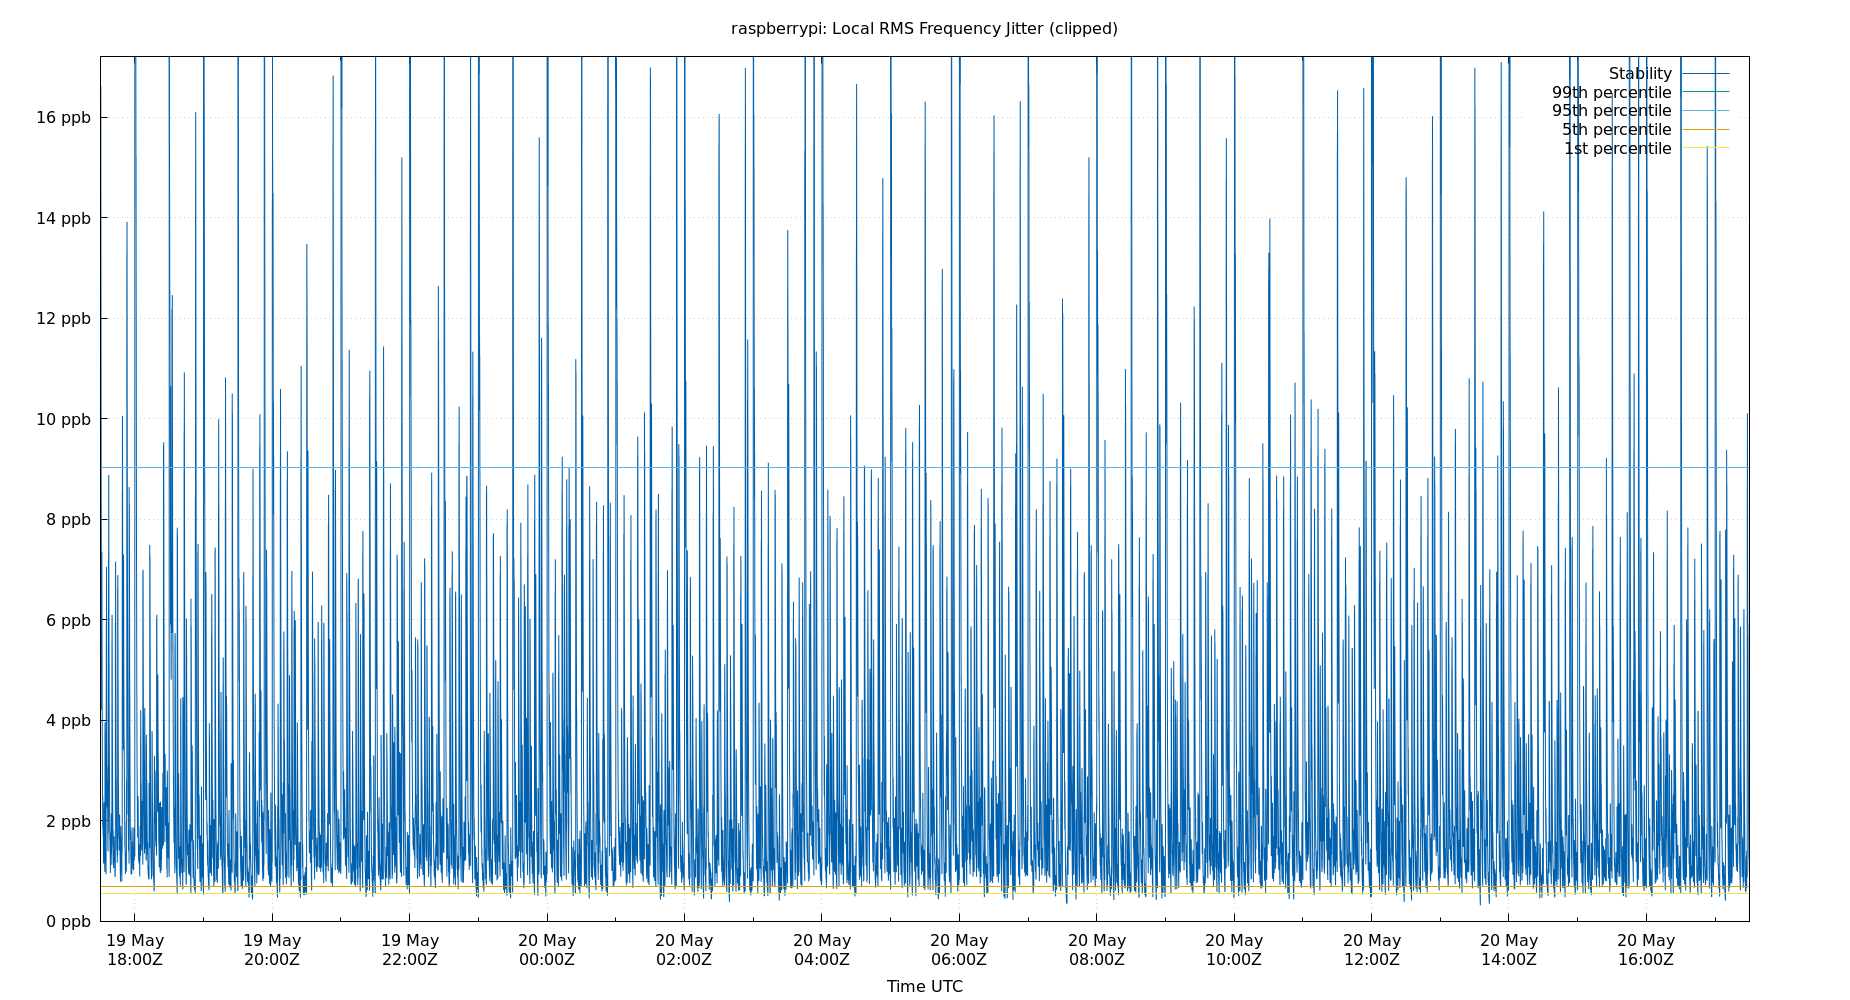 raspberrypi: Local RMS Frequency Jitter (clipped)
Stability
99th percentile
95th percentile
5th percentile
1st percentile
16 ppb
14 ppb
12 ppb
10 ppb
8 ppb
6 ppb
4 ppb
2 ppb
0 ppb
19 May 19 May 19 May 20 May 20 May 20 May 20 May 20 May 20 May 20 May 20 May 20 May
18:00Z 20:00Z 22:00Z 00:00Z 02:00Z 04:00Z 06:00Z 08:00Z 10:00Z 12:00Z 14:00Z 16:00Z
Time UTC